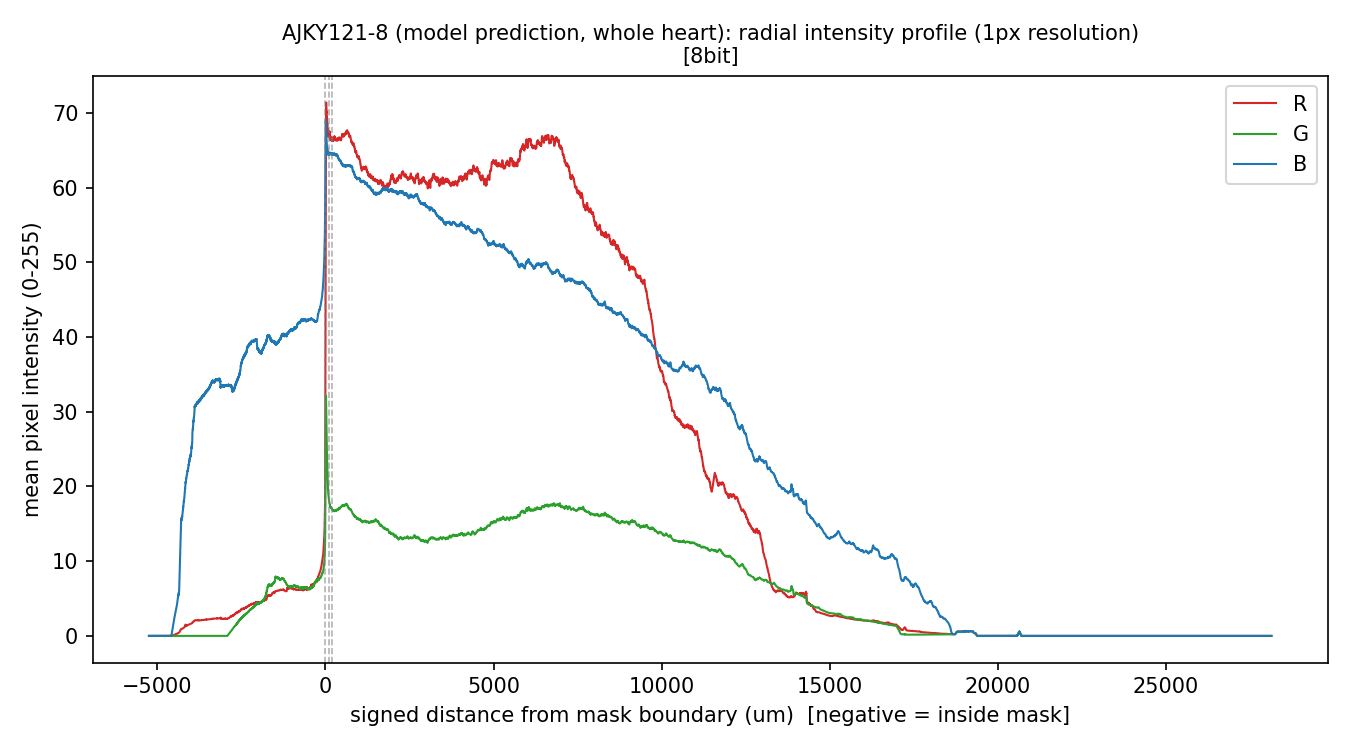 AJKY121-8 (model prediction, whole heart): radial intensity profile (1px resolution)
[8bit]
R
G
B
mean pixel intensity (0-255)
70
60
50
40
30
20
10
0
−5000 0 5000 10000 15000 20000 25000
signed distance from mask boundary (um)  [negative = inside mask]